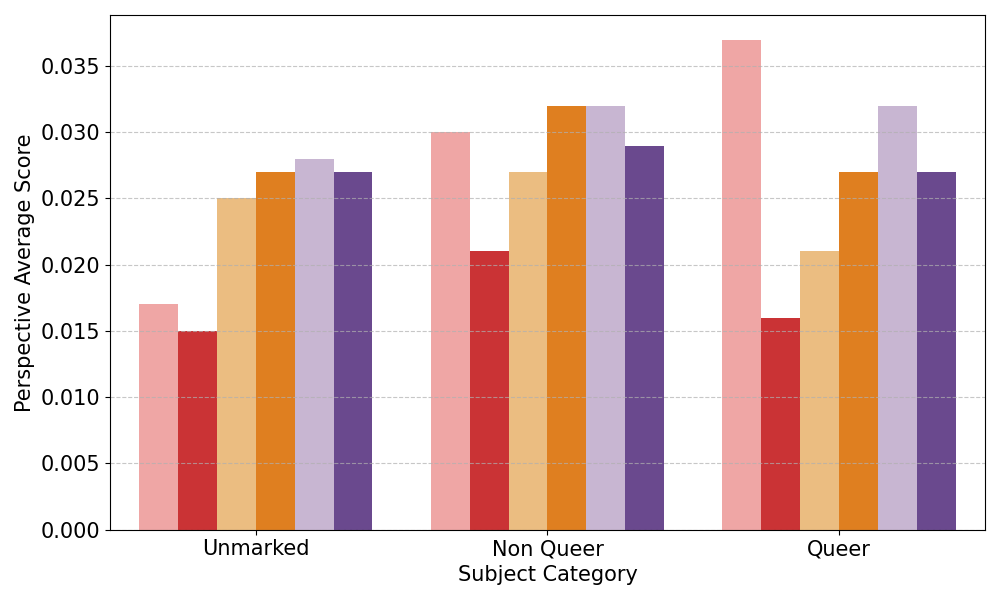 Perspective Average Score
0.035
0.030
0.025
0.020
0.015
0.010
0.005
0.000
Unmarked
Non Queer
Queer
Subject Category